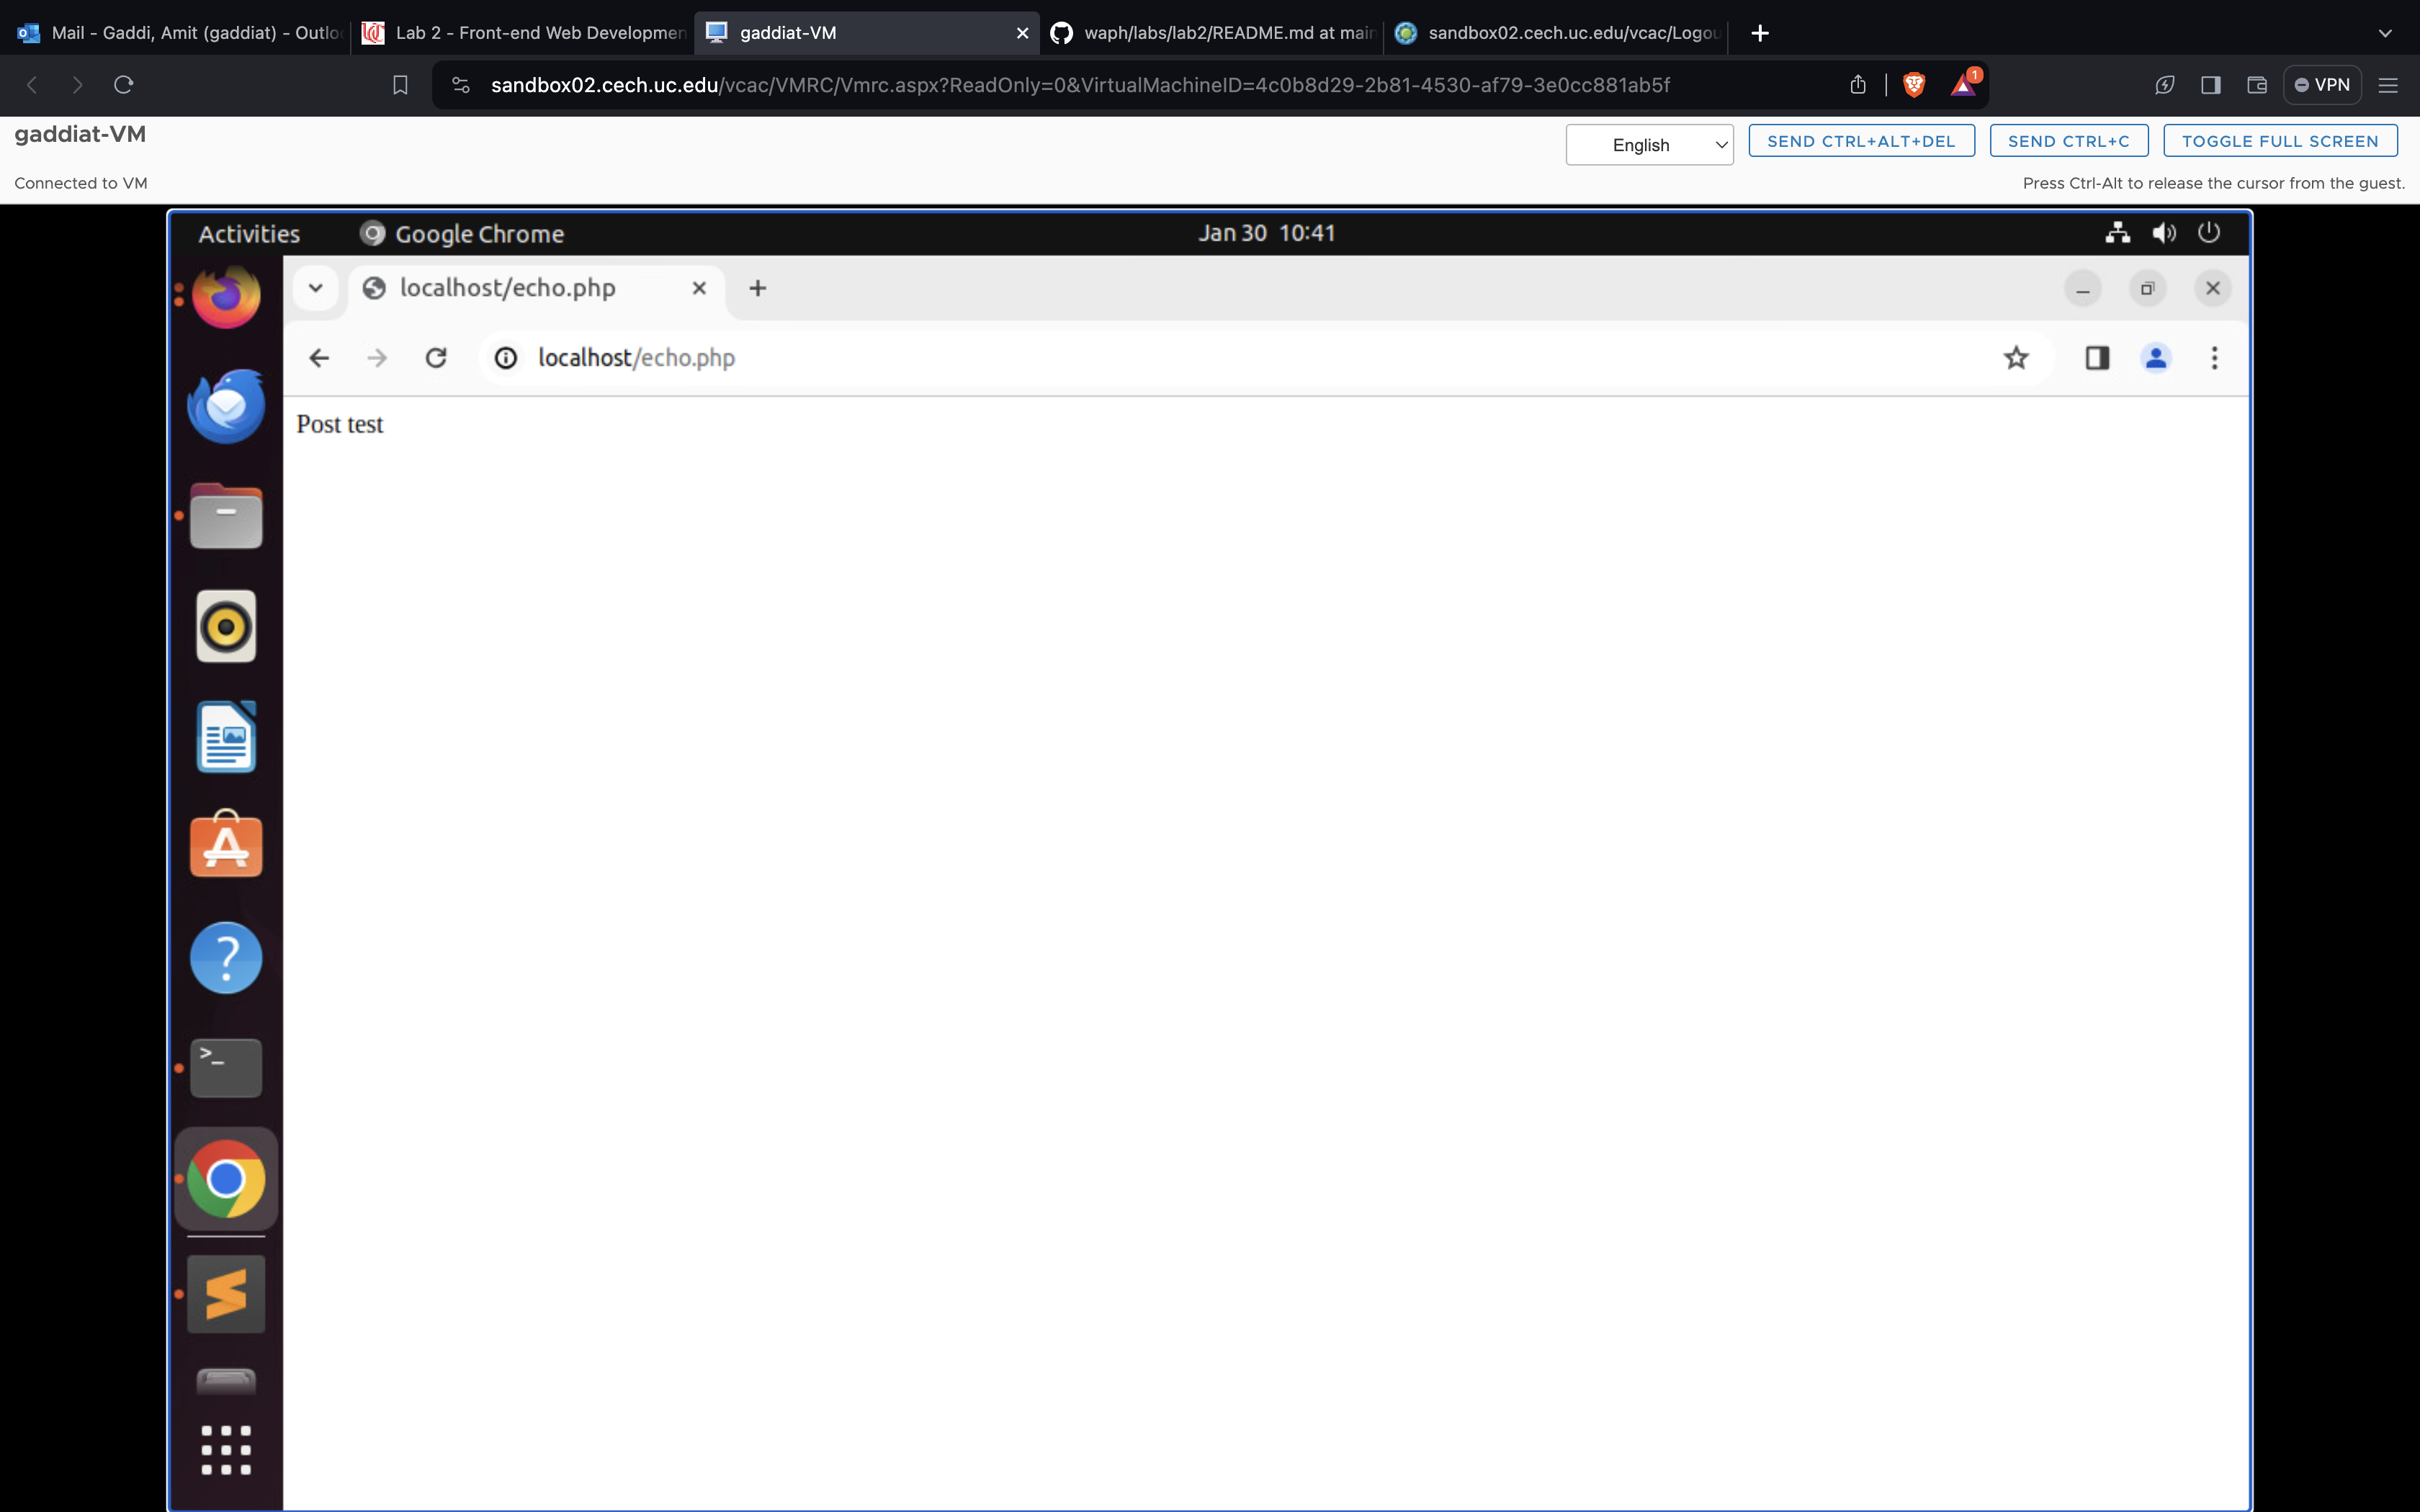 Mail - Gaddi, Amit (gaddiat) - Outlo
Lab 2 - Front-end Web Developmen
gaddiat-VM
waph/labs/lab2/README.md at main
sandbox02.cech.uc.edu/vcac/Logou
sandbox02.cech.uc.edu/vcac/VMRC/Vmrc.aspx?ReadOnly=0&VirtualMachineID=4c0b8d29-2b81-4530-af79-3e0cc881ab5f
1
VPN
gaddiat-VM
English
SEND CTRL+ALT+DEL
SEND CTRL+C
TOGGLE FULL SCREEN
Connected to VM
Press Ctrl-Alt to release the cursor from the guest.
Activities
Google Chrome
Jan 30 10:41
localhost/echo.php
localhost/echo.php
Post test